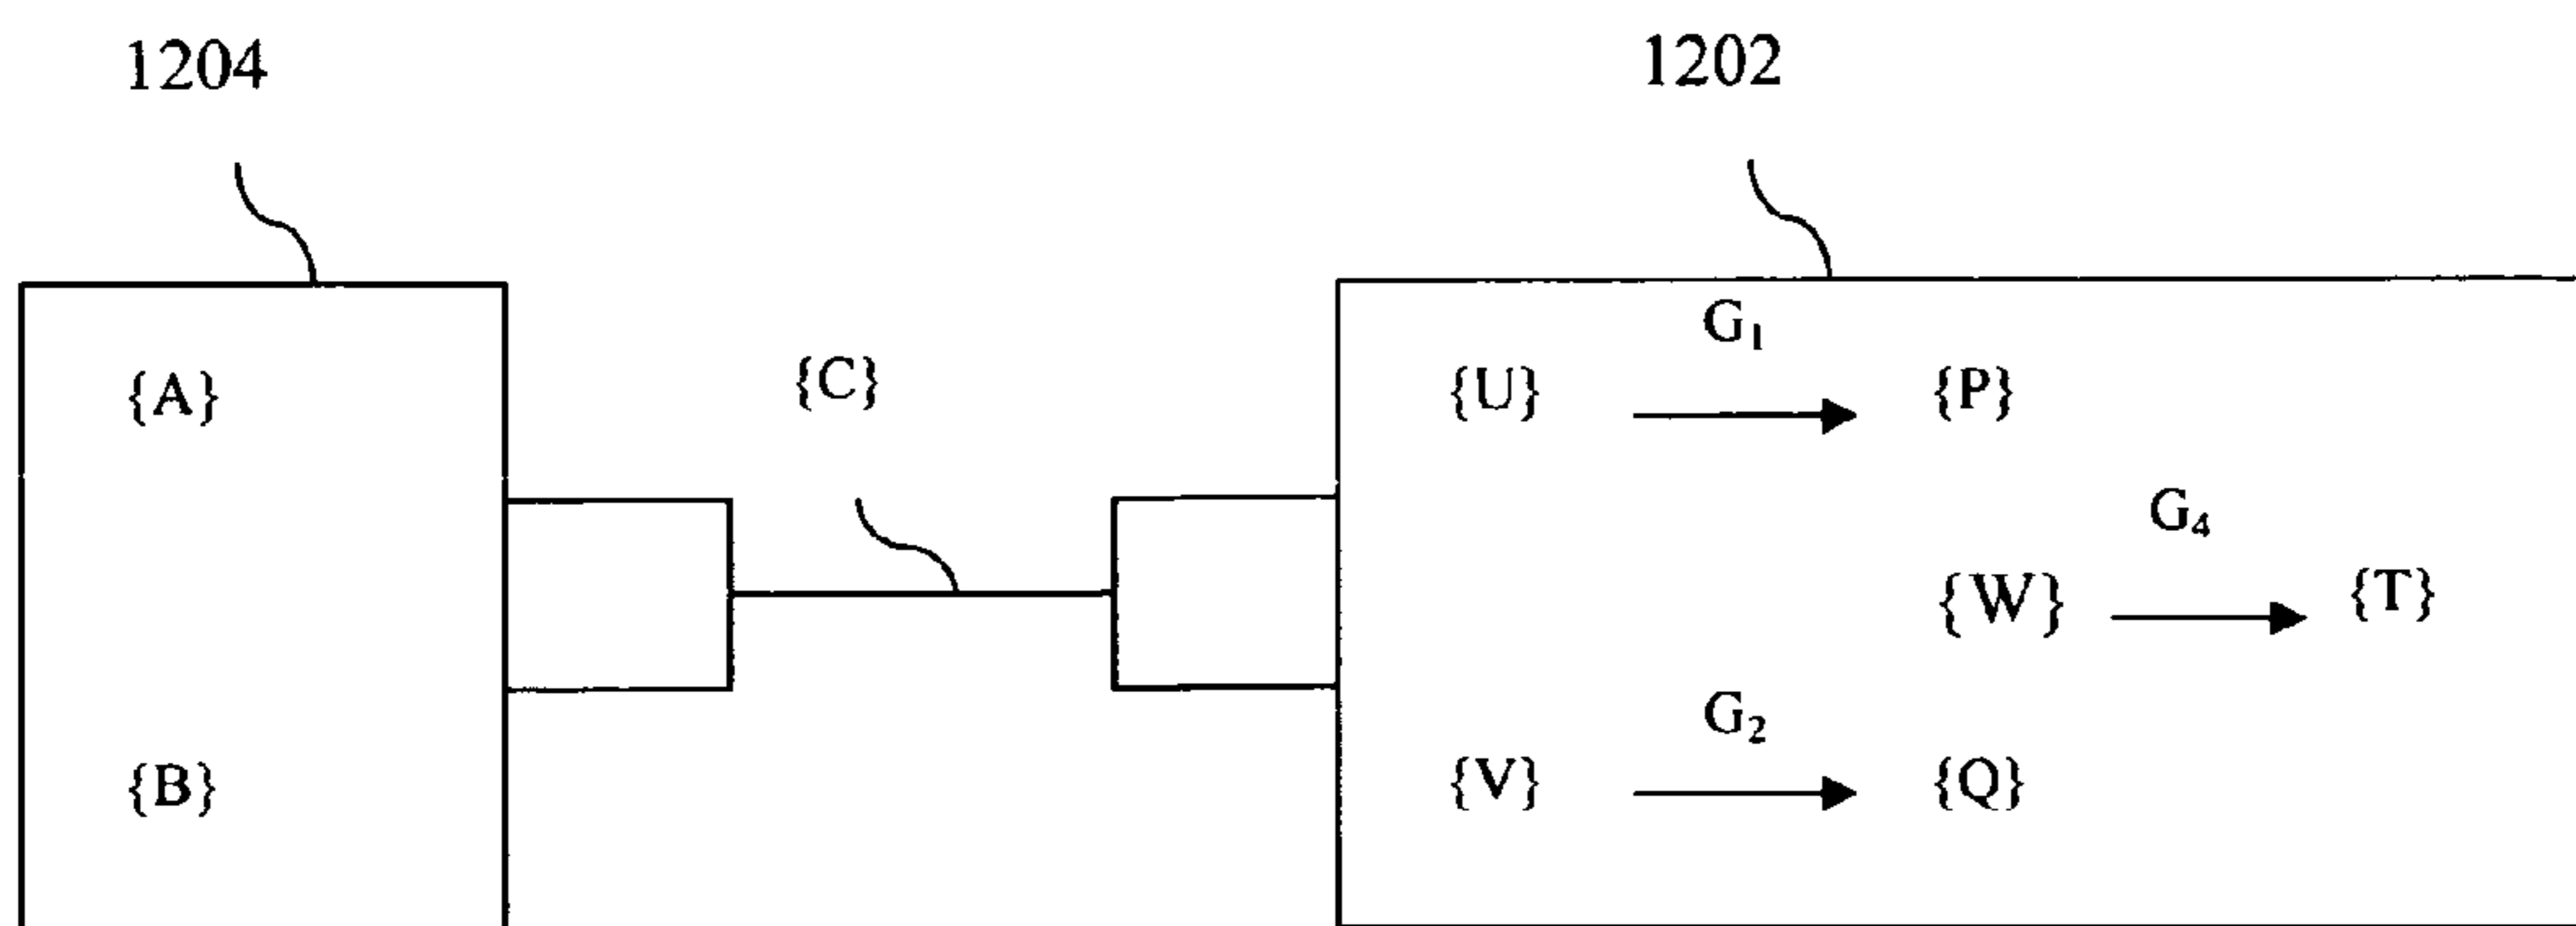 1204
1202
G₁
{A}
{C}
{U}
{P}
G₄
{W}
{T}
G₂
{B}
{V}
{Q}